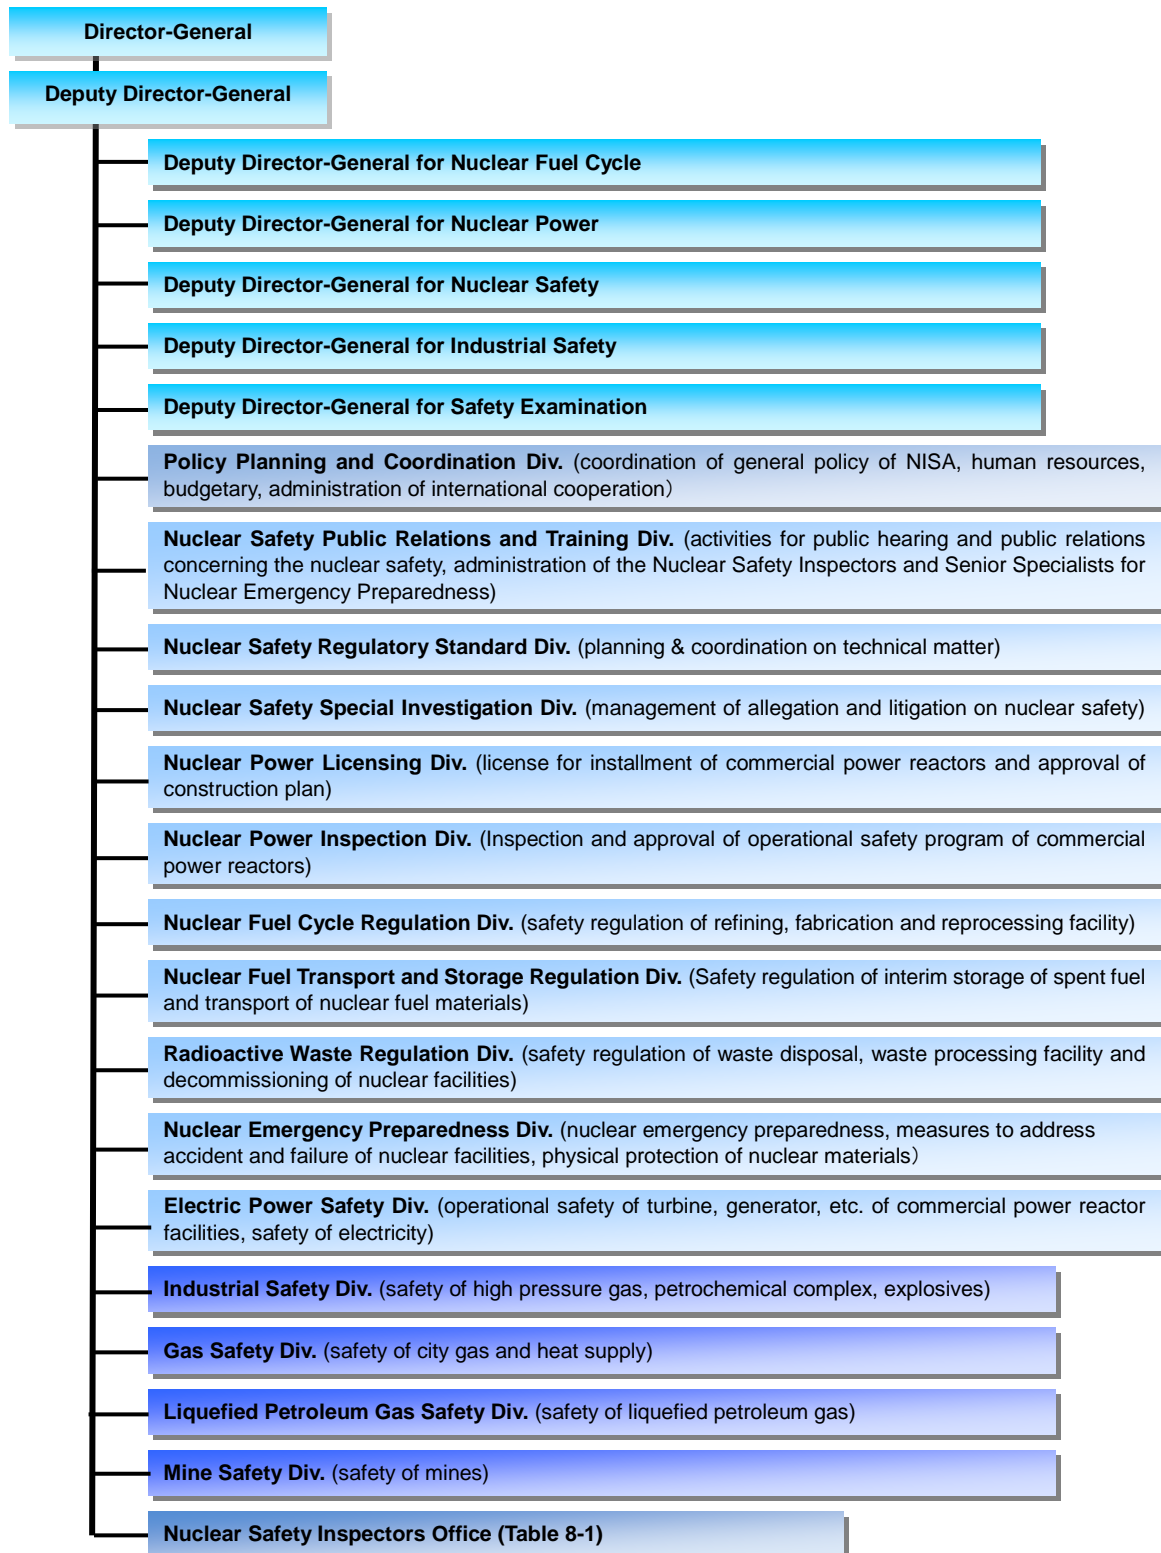 Director-General
Deputy Director-General
Deputy Director-General for Nuclear Fuel Cycle
Deputy Director-General for Nuclear Power
Deputy Director-General for Nuclear Safety
Deputy Director-General for Industrial Safety
Deputy Director-General for Safety Examination
Policy Planning and Coordination Div. (coordination of general policy of NISA, human resources,
budgetary, administration of international cooperation）
Nuclear Safety Public Relations and Training Div. (activities for public hearing and public relations
concerning the nuclear safety, administration of the Nuclear Safety Inspectors and Senior Specialists for
Nuclear Emergency Preparedness)
Nuclear Safety Regulatory Standard Div. (planning & coordination on technical matter)
Nuclear Safety Special Investigation Div. (management of allegation and litigation on nuclear safety)
Nuclear Power Licensing Div. (license for installment of commercial power reactors and approval of
construction plan)
Nuclear Power Inspection Div. (Inspection and approval of operational safety program of commercial
power reactors)
Nuclear Fuel Cycle Regulation Div. (safety regulation of refining, fabrication and reprocessing facility)
Nuclear Fuel Transport and Storage Regulation Div. (Safety regulation of interim storage of spent fuel
and transport of nuclear fuel materials)
Radioactive Waste Regulation Div. (safety regulation of waste disposal, waste processing facility and
decommissioning of nuclear facilities)
Nuclear Emergency Preparedness Div. (nuclear emergency preparedness, measures to address
accident and failure of nuclear facilities, physical protection of nuclear materials）
Electric Power Safety Div. (operational safety of turbine, generator, etc. of commercial power reactor
facilities, safety of electricity)
Industrial Safety Div. (safety of high pressure gas, petrochemical complex, explosives)
Gas Safety Div. (safety of city gas and heat supply)
Liquefied Petroleum Gas Safety Div. (safety of liquefied petroleum gas)
Mine Safety Div. (safety of mines)
Nuclear Safety Inspectors Office (Table 8-1)